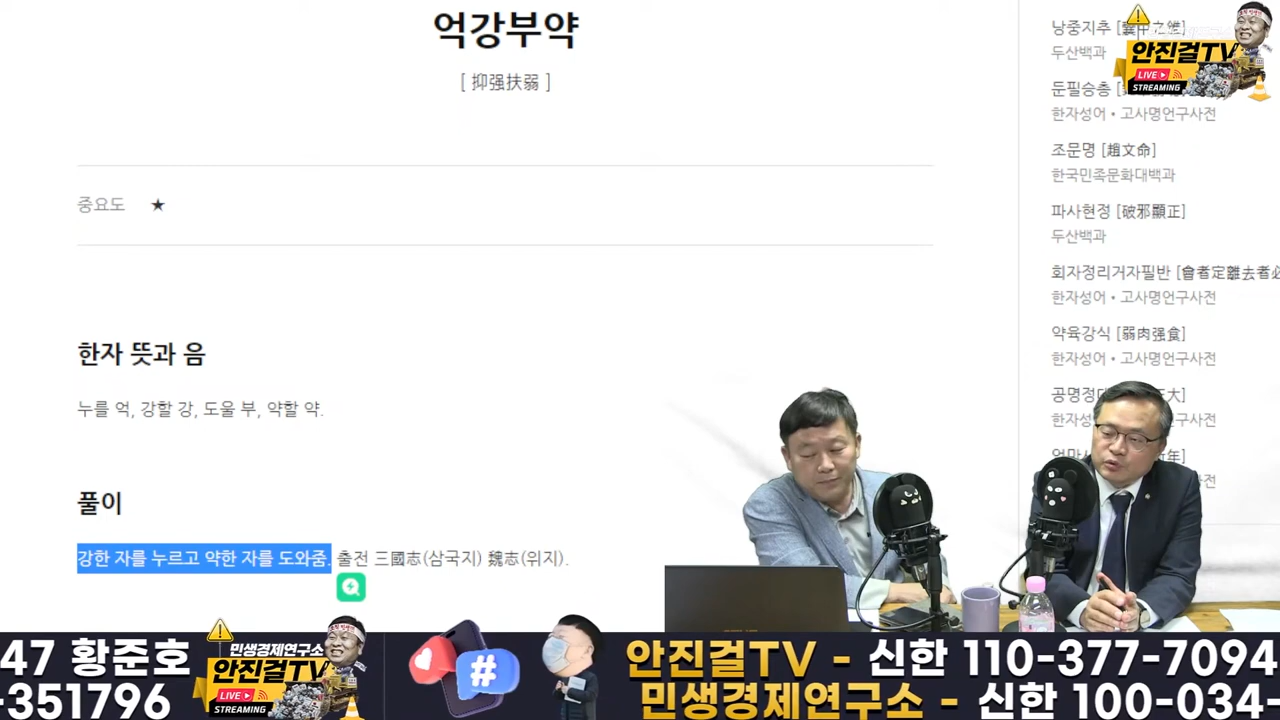 억강부약
[ 抑强扶弱 ]
중요도 ★
한자 뜻과 음
누를 억, 강할 강, 도울 부, 약할 약.
풀이
강한 자를 누르고 약한 자를 도와줌. 출전 三國志(삼국지) 魏志(위지).
낭중지추 [囊中之錐]
두산백과
둔필승총
한자성어 • 고사명언구사전
조문명 [趙文命]
한국민족문화대백과
파사현정 [破邪顯正]
두산백과
회자정리거자필반 [會者定離去者必
한자성어 • 고사명언구사전
약육강식 [弱肉强食]
한자성어 • 고사명언구사전
안진걸TV
LIVE
STREAMING
47 황준호
-351796
민생경제연구소
안진걸TV
LIVE
STREAMING
#
안진걸TV - 신한 110-377-7094
민생경제연구소 - 신한 100-034-